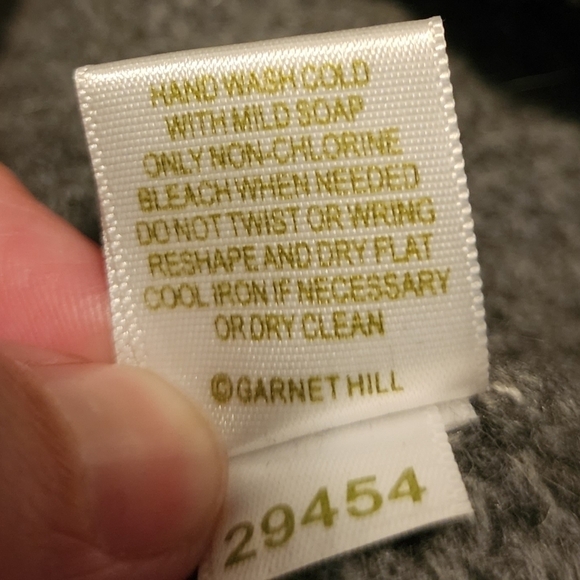 HAND WASH COLD
WITH MILD SOAP
ONLY NON-CHLORINE
BLEACH WHEN NEEDED
DO NOT TWIST OR WRING
RESHAPE AND DRY FLAT
COOL IRON IF NECESSARY
OR DRY CLEAN
©GARNET HILL
29454